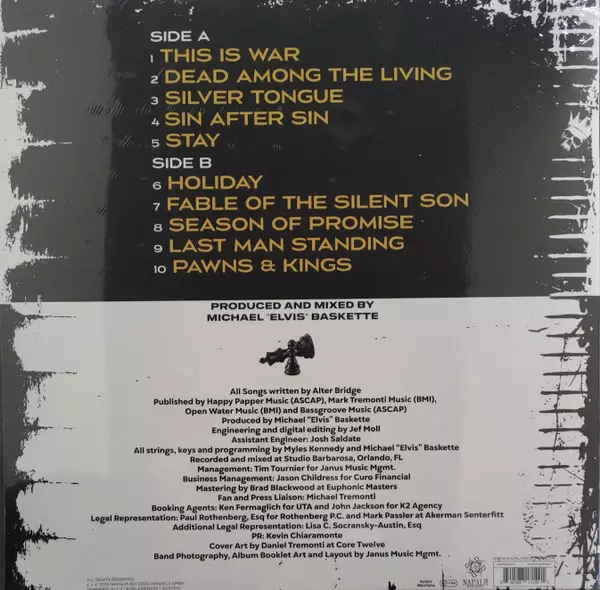 SIDE A
1 THIS IS WAR
2 DEAD AMONG THE LIVING
3 SILVER TONGUE
4 SIN AFTER SIN
5 STAY
SIDE B
6 HOLIDAY
7 FABLE OF THE SILENT SON
8 SEASON OF PROMISE
9 LAST MAN STANDING
10 PAWNS & KINGS
PRODUCED AND MIXED BY
MICHAEL "ELVIS" BASKETTE
All Songs written by Alter Bridge
Published by Happy Papper Music (ASCAP), Mark Tremonti Music (BMI),
Open Water Music (BMI) and Bassgroove Music (ASCAP)
Produced by Michael "Elvis" Baskette
Engineering and digital editing by Jef Moll
Assistant Engineer: Josh Saldate
All strings, keys and programming by Myles Kennedy and Michael "Elvis" Baskette
Recorded and mixed at Studio Barbarosa, Orlando, FL
Management: Tim Tournier for Janus Music Mgmt.
Business Management: Jason Childress for Curo Financial
Mastering by Brad Blackwood at Euphonic Masters
Fan and Press Liaison: Michael Tremonti
Booking Agents: Ken Fermaglich for UTA and John Jackson for K2 Agency
Legal Representation: Paul Rothenberg, Esq for Rothenberg P.C. and Mark Passler at Akerman Senterfitt
Additional Legal Representation: Lisa C. Socransky-Austin, Esq
PR: Kevin Chiaramonte
Cover Art by Daniel Tremonti at Core Twelve
Band Photography, Album Booklet Art and Layout by Janus Music Mgmt.
ALL RIGHTS RESERVED
NAPALM RECORDS HANDELS GMBH
NAPALM